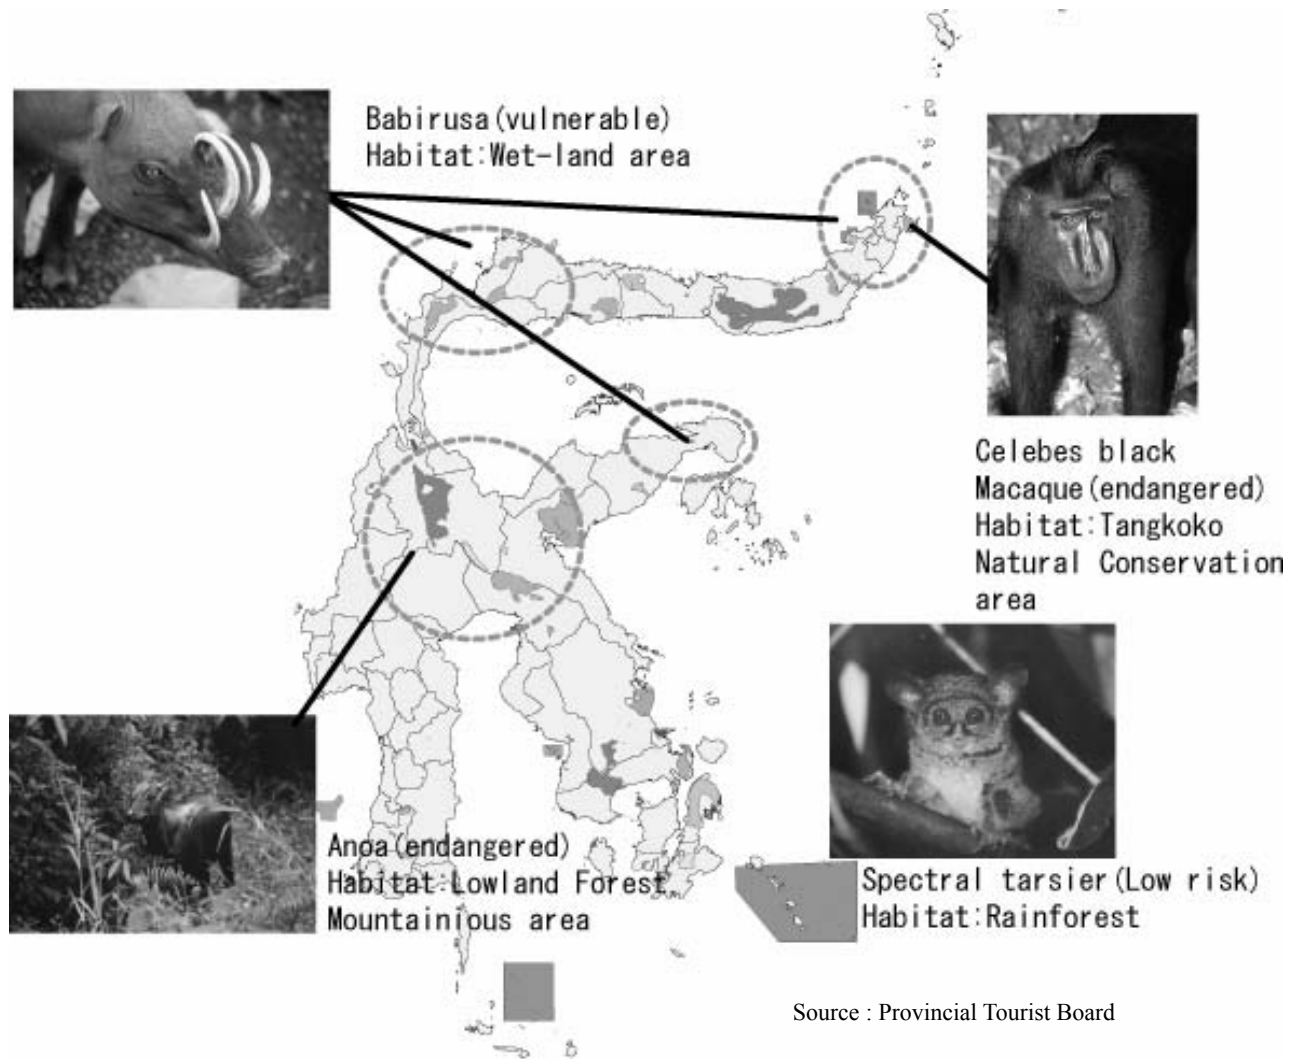 Babirusa(vulnerable)
Habitat:Wet-land area
Celebes black
Macaque(endangered)
Habitat:Tangkoko
Natural Conservation
area
Anoa(endangered)
Habitat:Lowland Forest
Mountainious area
Spectral tarsier(Low risk)
Habitat:Rainforest
Source : Provincial Tourist Board